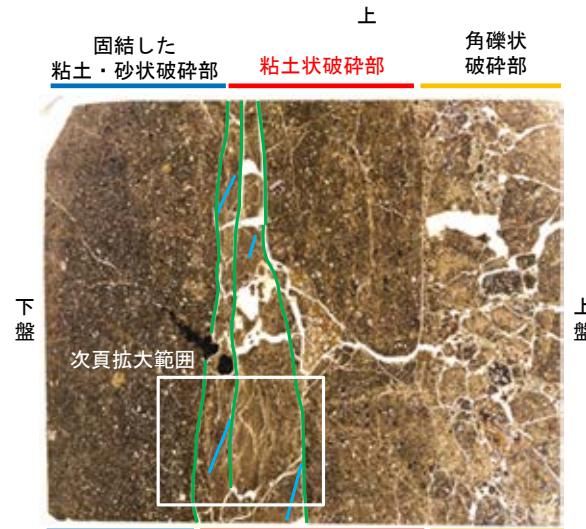 上
固結した
粘土・砂状破砕部
粘土状破砕部
角礫状
破砕部
下
盤
上
盤
次頁拡大範囲